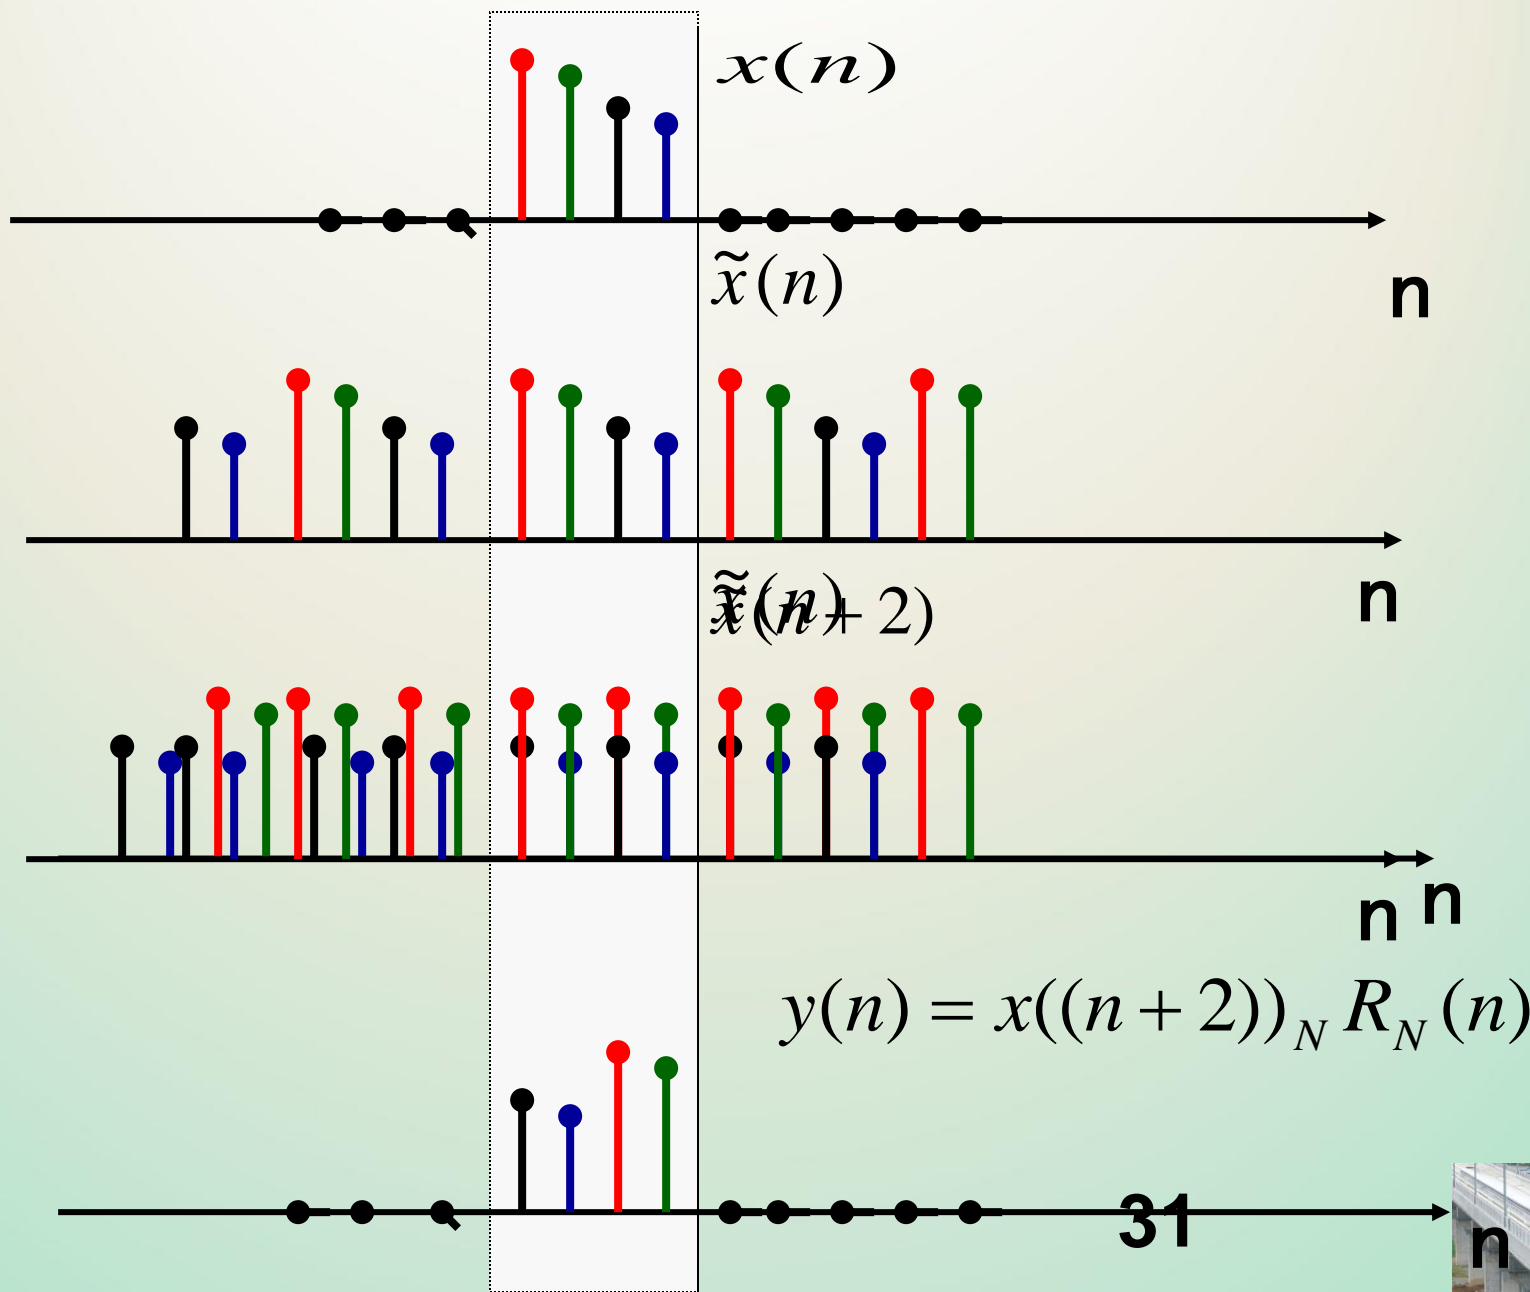 x(n)
x̃(n)
n
n
x̃(n)
x̃(n + 2)
n
n
y(n) = x((n + 2))_N R_N(n)
31
n